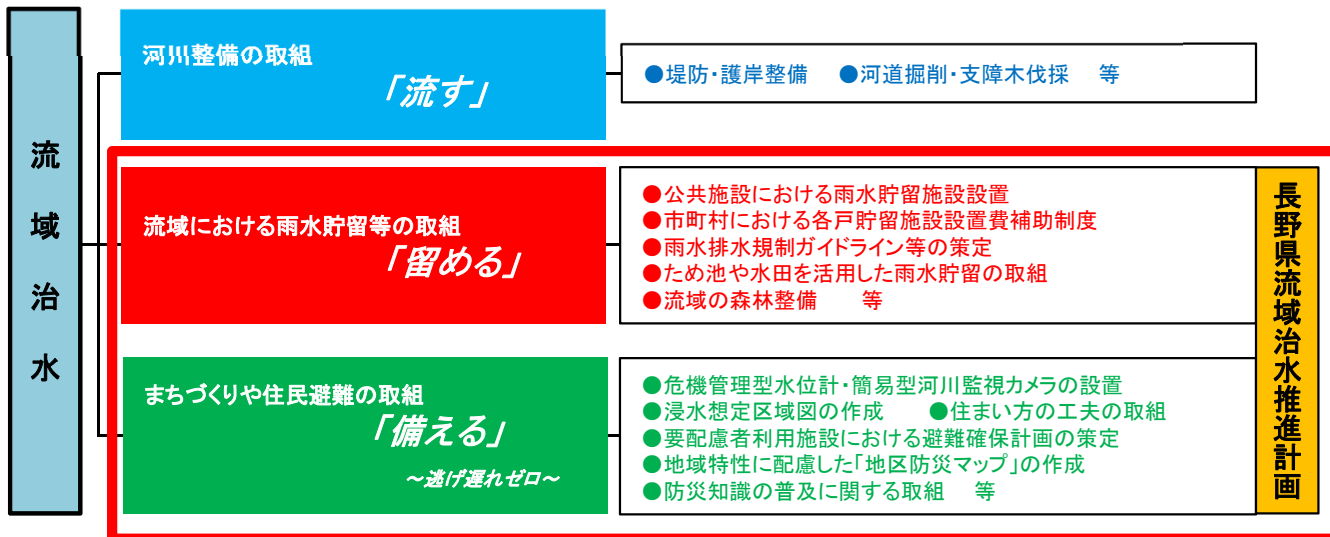 流域治水
河川整備の取組
「流す」
●堤防・護岸整備　●河道掘削・支障木伐採　等
流域における雨水貯留等の取組
「留める」
●公共施設における雨水貯留施設設置
●市町村における各戸貯留施設設置費補助制度
●雨水排水規制ガイドライン等の策定
●ため池や水田を活用した雨水貯留の取組
●流域の森林整備　等
まちづくりや住民避難の取組
「備える」
～逃げ遅れゼロ～
●危機管理型水位計・簡易型河川監視カメラの設置
●浸水想定区域図の作成　●住まい方の工夫の取組
●要配慮者利用施設における避難確保計画の策定
●地域特性に配慮した「地区防災マップ」の作成
●防災知識の普及に関する取組　等
長野県流域治水推進計画